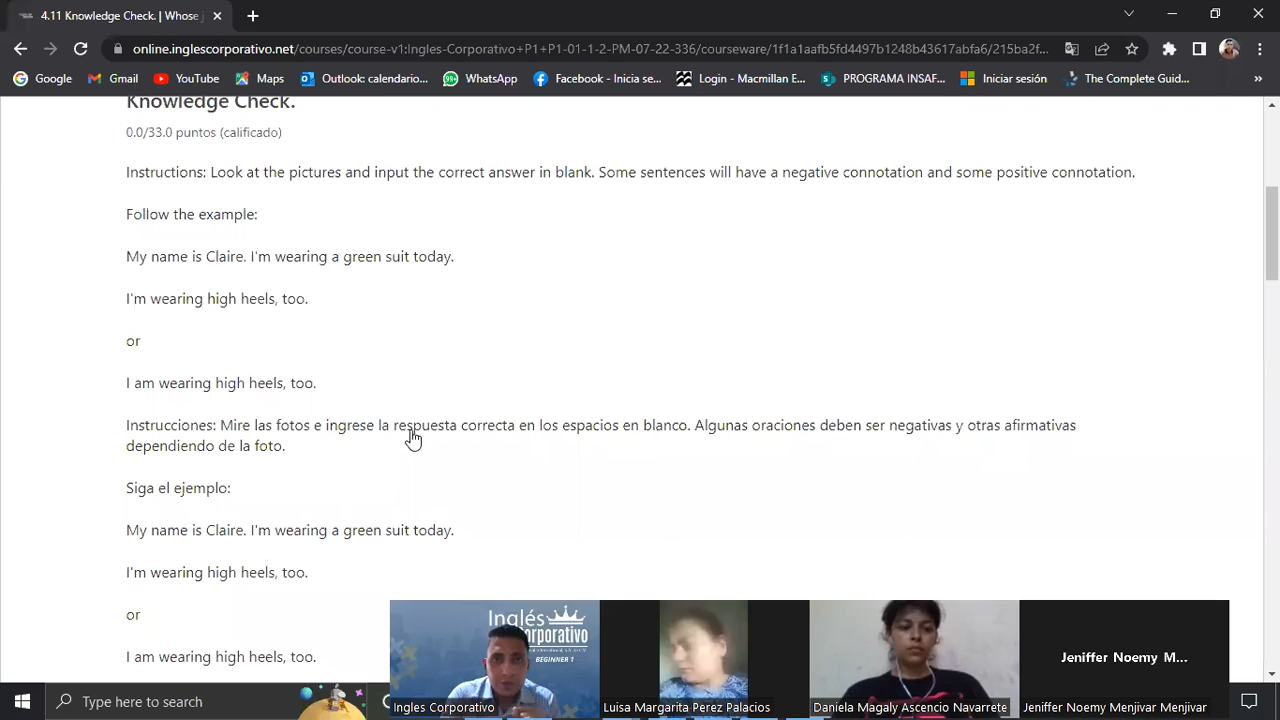 4.11 Knowledge Check. | Whose j
online.inglescorporativo.net/courses/course-v1:Ingles-Corporativo+P1+P1-01-1-2-PM-07-22-336/courseware/1f1a1aafb5fd4497b1248b43617abfa6/215ba2f...
Google Gmail YouTube Maps Outlook: calendario... WhatsApp Facebook - Inicia se... Login - Macmillan E... PROGRAMA INSAF... Iniciar sesión The Complete Guid... »
Knowledge Check.
0.0/33.0 puntos (calificado)
Instructions: Look at the pictures and input the correct answer in blank. Some sentences will have a negative connotation and some positive connotation.
Follow the example:
My name is Claire. I'm wearing a green suit today.
I'm wearing high heels, too.
or
I am wearing high heels, too.
Instrucciones: Mire las fotos e ingrese la respuesta correcta en los espacios en blanco. Algunas oraciones deben ser negativas y otras afirmativas
dependiendo de la foto.
Siga el ejemplo:
My name is Claire. I'm wearing a green suit today.
I'm wearing high heels, too.
or
I am wearing high heels, too.
Inglés
orporativo
BEGINNER 1
Jeniffer Noemy M...
Type here to search
Ingles Corporativo
Luisa Margarita Perez Palacios
Daniela Magaly Ascencio Navarrete
Jeniffer Noemy Menjivar Menjivar